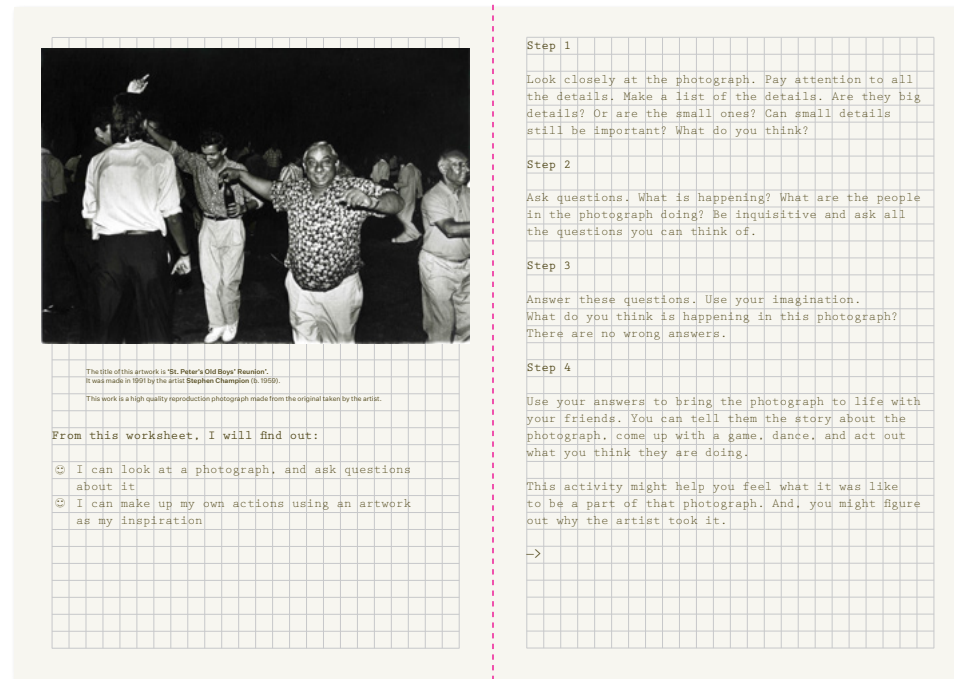 The title of this artwork is "St. Peter's Old Boys' Reunion".
It was made in 1991 by the artist Stephen Champion (b. 1959).
This work is a high quality reproduction photograph made from the original taken by the artist.
From this worksheet, I will find out:
I can look at a photograph, and ask questions
about it
I can make up my own actions using an artwork
as my inspiration
Step 1
Look closely at the photograph. Pay attention to all
the details. Make a list of the details. Are they big
details? Or are the small ones? Can small details
still be important? What do you think?
Step 2
Ask questions. What is happening? What are the people
in the photograph doing? Be inquisitive and ask all
the questions you can think of.
Step 3
Answer these questions. Use your imagination.
What do you think is happening in this photograph?
There are no wrong answers.
Step 4
Use your answers to bring the photograph to life with
your friends. You can tell them the story about the
photograph, come up with a game, dance, and act out
what you think they are doing.
This activity might help you feel what it was like
to be a part of that photograph. And, you might figure
out why the artist took it.
—>